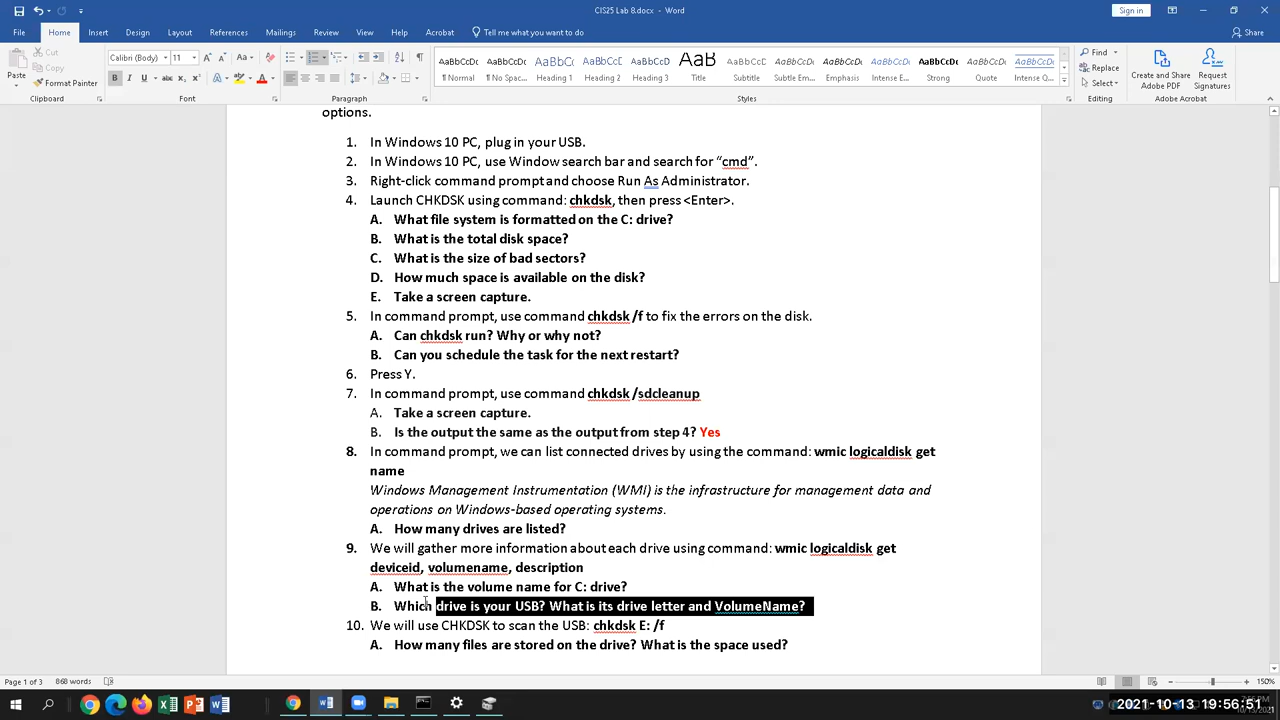 CIS25 Lab 8.docx - Word
Sign in
File Home Insert Design Layout References Mailings Review View Acrobat Tell me what you want to do
Share
Paste
Cut
Copy
Format Painter
Clipboard
Calibri (Body) 11
Font
Paragraph
AaBbCcDc AaBbCcDc AaBbCc AaBbCcC AaBbCcD AaB AaBbCcD AaBbCcD AaBbCcDc AaBbCcDc AaBbCcDc AaBbCcDc AaBbCcDc
¶ Normal ¶ No Spac... Heading 1 Heading 2 Heading 3 Title Subtitle Subtle Em... Emphasis Intense E... Strong Quote Intense Q...
Styles
Find
Replace
Select
Editing
Create and Share Adobe PDF
Request Signatures
Adobe Acrobat
options.
1. In Windows 10 PC, plug in your USB.
2. In Windows 10 PC, use Window search bar and search for “cmd”.
3. Right-click command prompt and choose Run As Administrator.
4. Launch CHKDSK using command: chkdsk, then press <Enter>.
A. What file system is formatted on the C: drive?
B. What is the total disk space?
C. What is the size of bad sectors?
D. How much space is available on the disk?
E. Take a screen capture.
5. In command prompt, use command chkdsk /f to fix the errors on the disk.
A. Can chkdsk run? Why or why not?
B. Can you schedule the task for the next restart?
6. Press Y.
7. In command prompt, use command chkdsk /sdcleanup
A. Take a screen capture.
B. Is the output the same as the output from step 4? Yes
8. In command prompt, we can list connected drives by using the command: wmic logicaldisk get
name
Windows Management Instrumentation (WMI) is the infrastructure for management data and
operations on Windows-based operating systems.
A. How many drives are listed?
9. We will gather more information about each drive using command: wmic logicaldisk get
deviceid, volumename, description
A. What is the volume name for C: drive?
B. Which drive is your USB? What is its drive letter and VolumeName?
10. We will use CHKDSK to scan the USB: chkdsk E: /f
A. How many files are stored on the drive? What is the space used?
Page 1 of 3 868 words
150%
2021-10-13 19:56:51